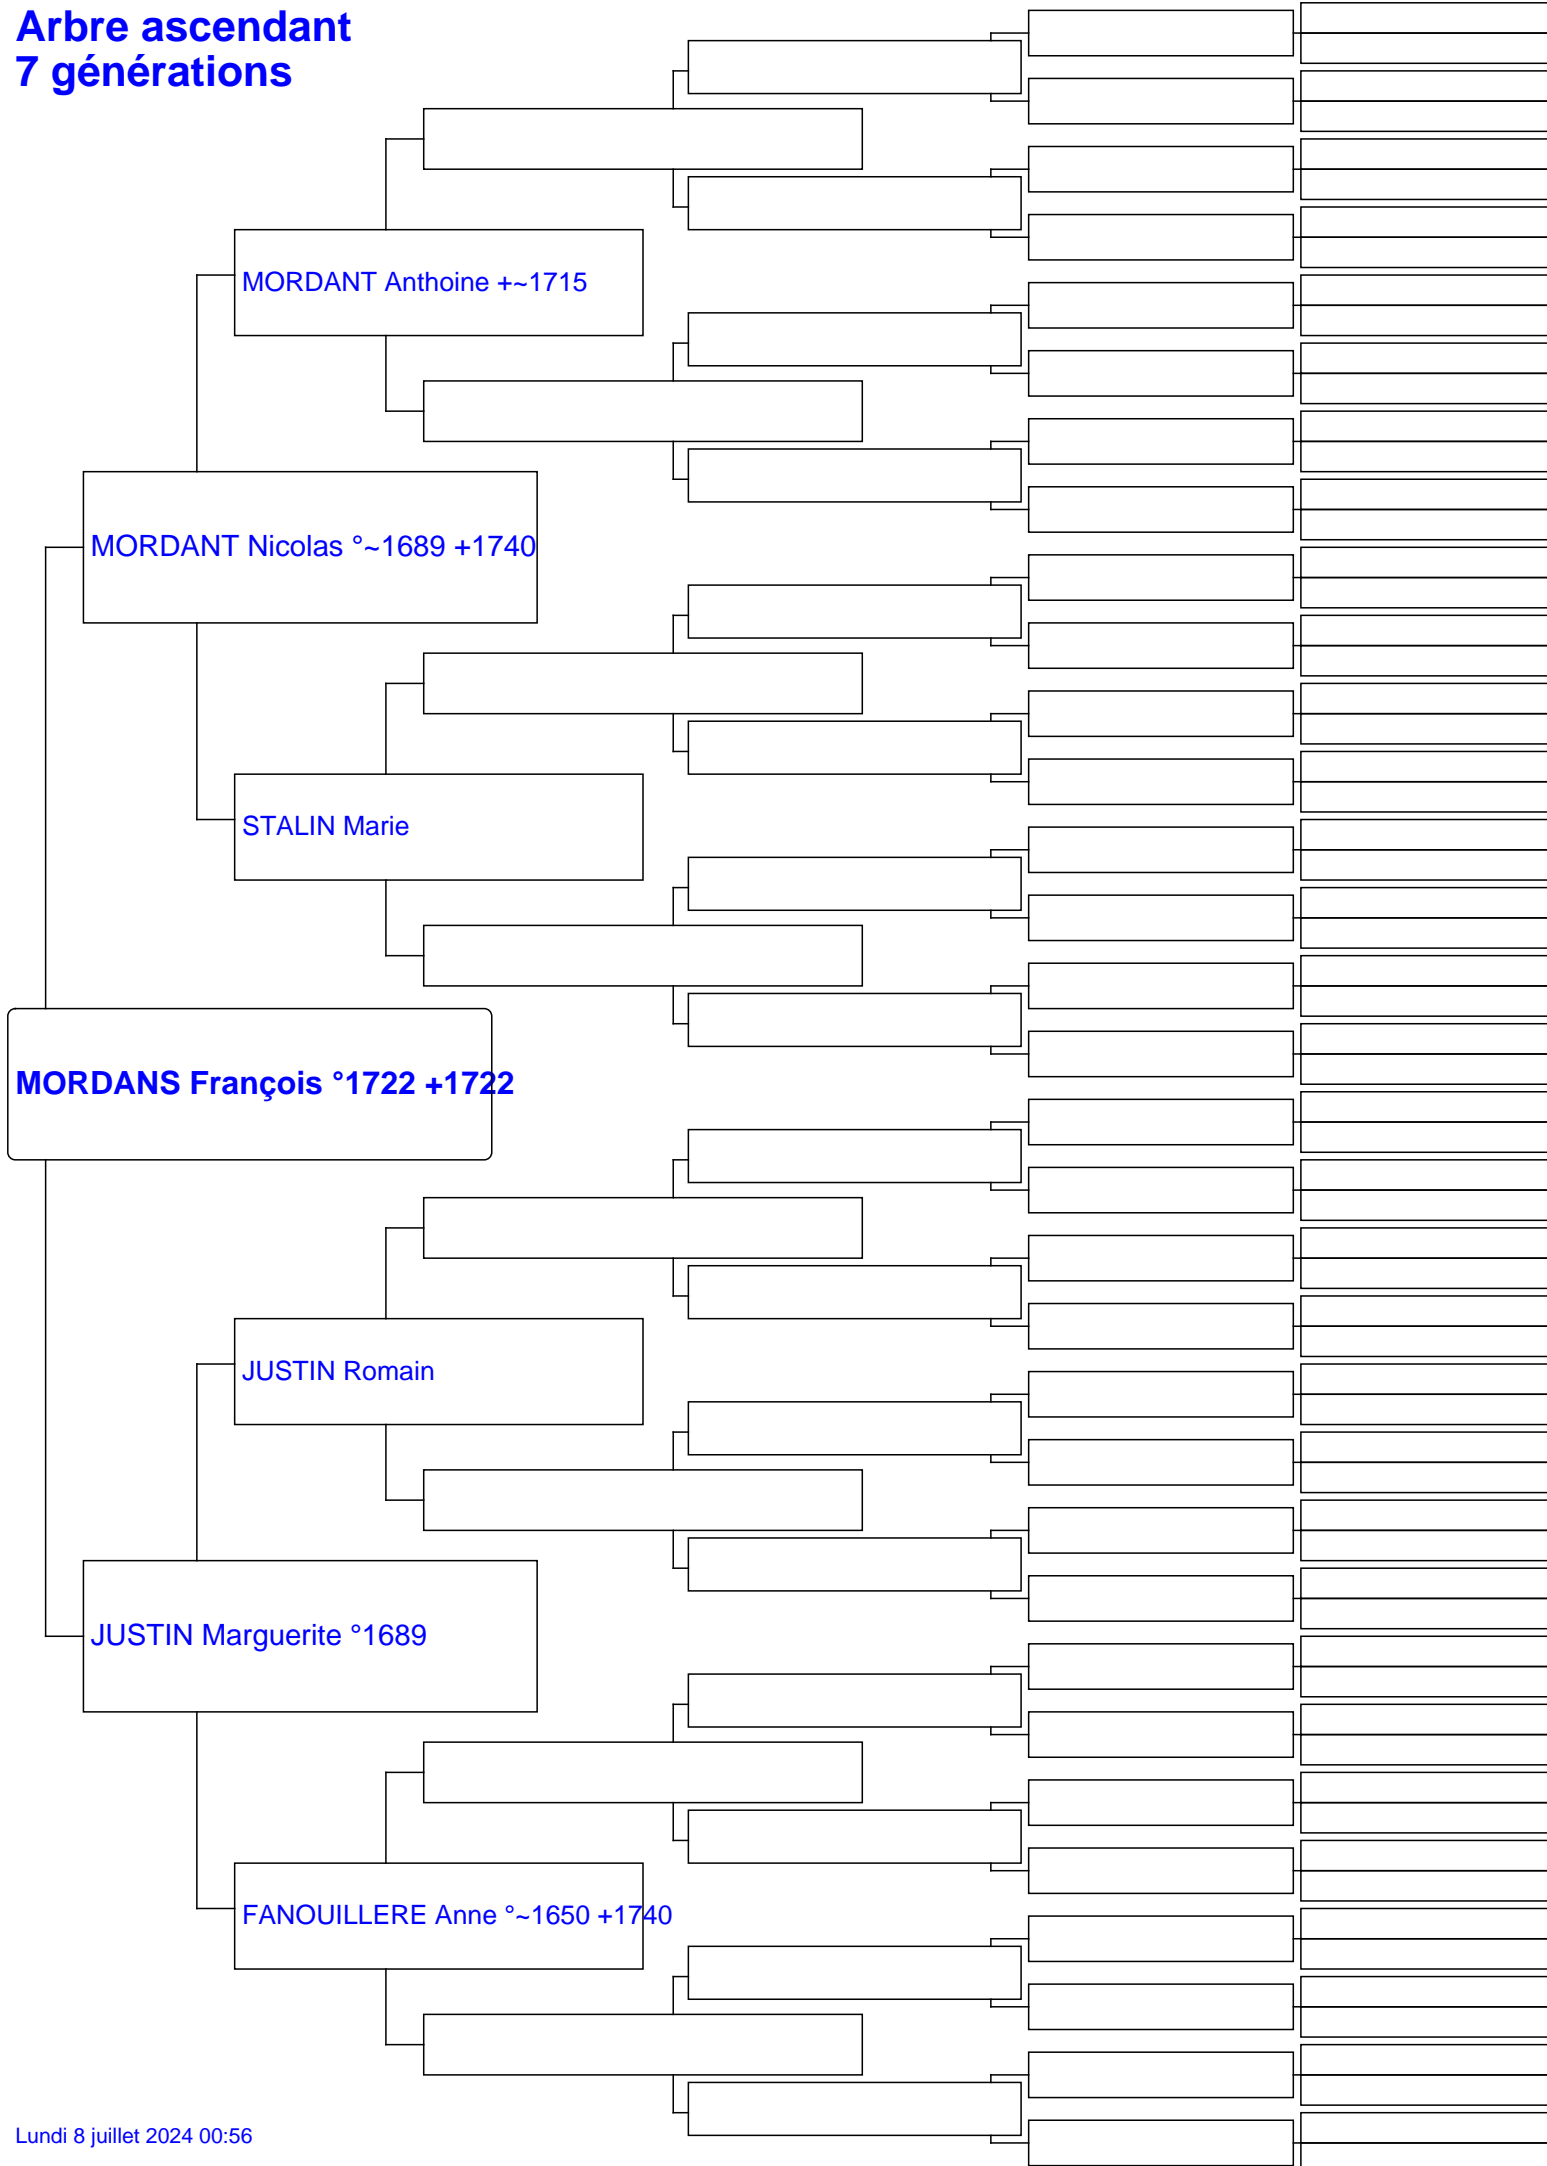 Arbre ascendant
7 générations
MORDANT Anthoine +~1715
MORDANT Nicolas °~1689 +1740
STALIN Marie
MORDANS François °1722 +1722
JUSTIN Romain
JUSTIN Marguerite °1689
FANOUILLERE Anne °~1650 +1740
Lundi 8 juillet 2024 00:56